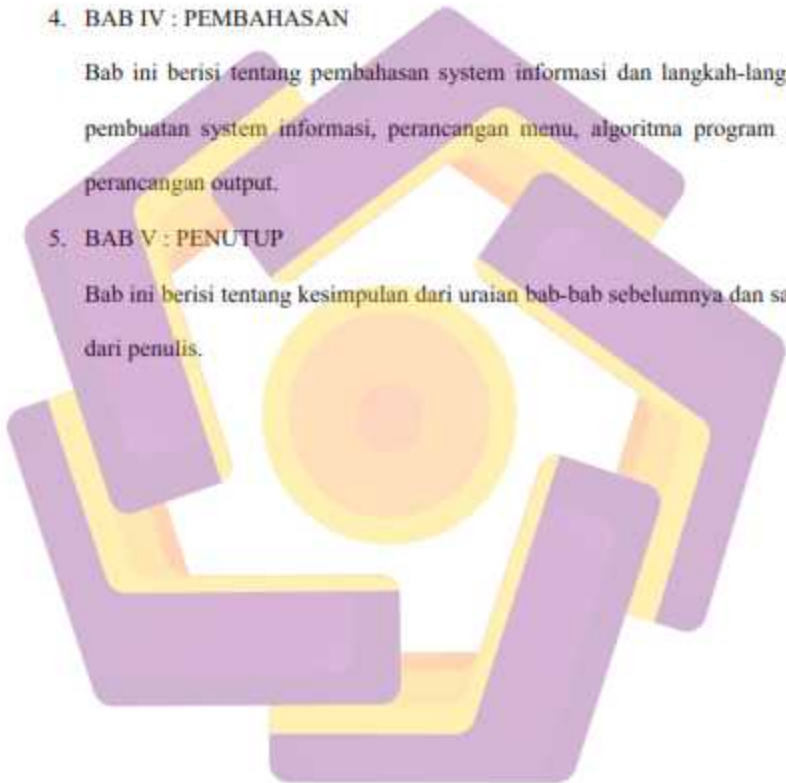 4. BAB IV : PEMBAHASAN
Bab ini berisi tentang pembahasan system informasi dan langkah-lang
pembuatan system informasi, perancangan menu, algoritma program
perancangan output.
5. BAB V : PENUTUP
Bab ini berisi tentang kesimpulan dari uraian bab-bab sebelumnya dan sa
dari penulis.